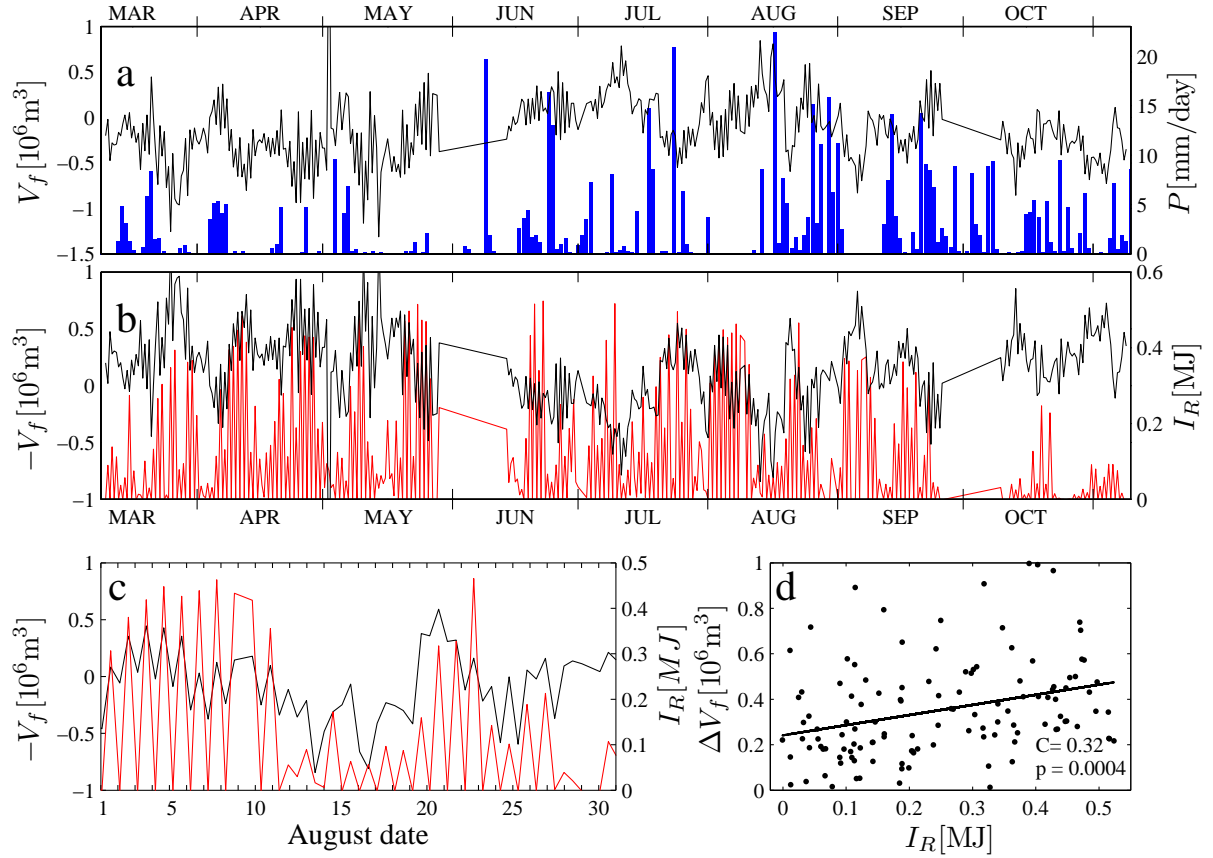 MAR APR MAY JUN JUL AUG SEP OCT
a
V_f [10^6 m^3]
1
0.5
0
−0.5
−1
−1.5
P[mm/day]
20
15
10
5
0
b
−V_f [10^6 m^3]
1
0.5
0
−0.5
−1
I_R [MJ]
0.6
0.4
0.2
0
MAR APR MAY JUN JUL AUG SEP OCT
c
−V_f [10^6 m^3]
1
0.5
0
−0.5
−1
I_R[MJ]
0.5
0.4
0.3
0.2
0.1
0
1 5 10 15 20 25 30
August date
d
ΔV_f [10^6 m^3]
1
0.8
0.6
0.4
0.2
0
C= 0.32
p = 0.0004
0 0.1 0.2 0.3 0.4 0.5
I_R[MJ]